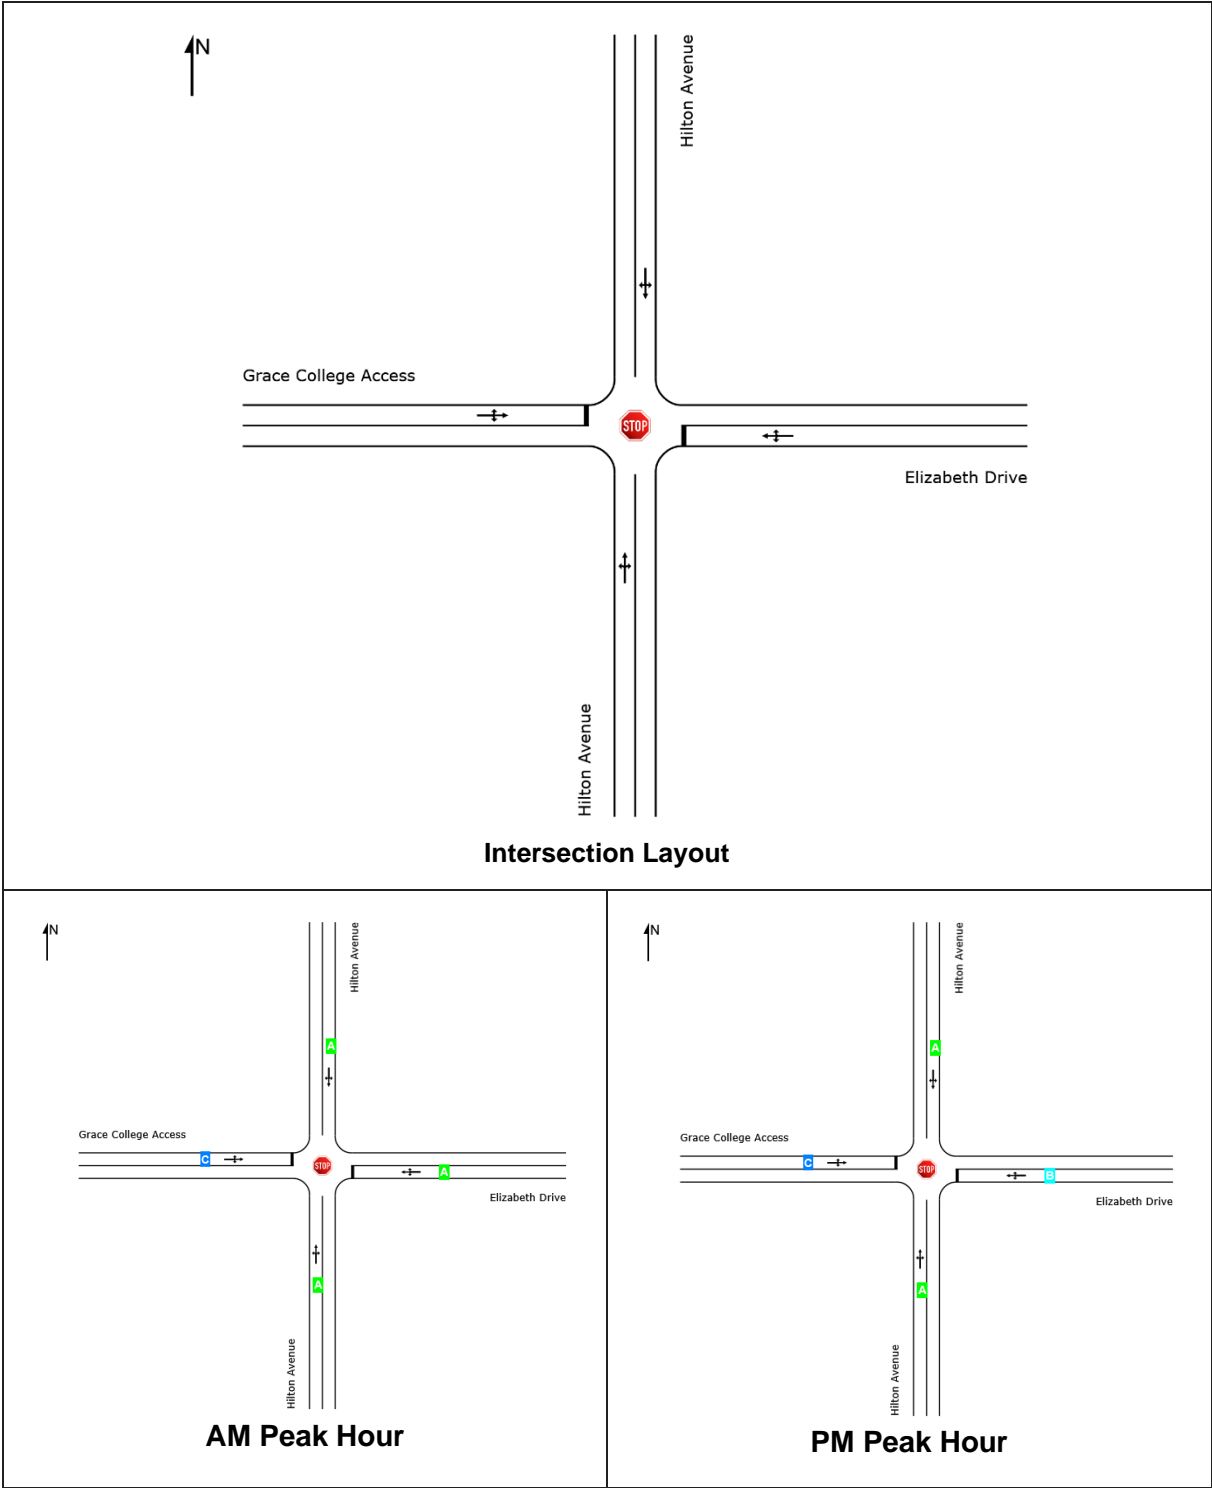 N
Hilton Avenue
Grace College Access
STOP
Elizabeth Drive
Hilton Avenue
Intersection Layout
N
Hilton Avenue
A
Grace College Access
C
STOP
A
Elizabeth Drive
A
Hilton Avenue
AM Peak Hour
N
Hilton Avenue
A
Grace College Access
C
STOP
B
Elizabeth Drive
A
Hilton Avenue
PM Peak Hour